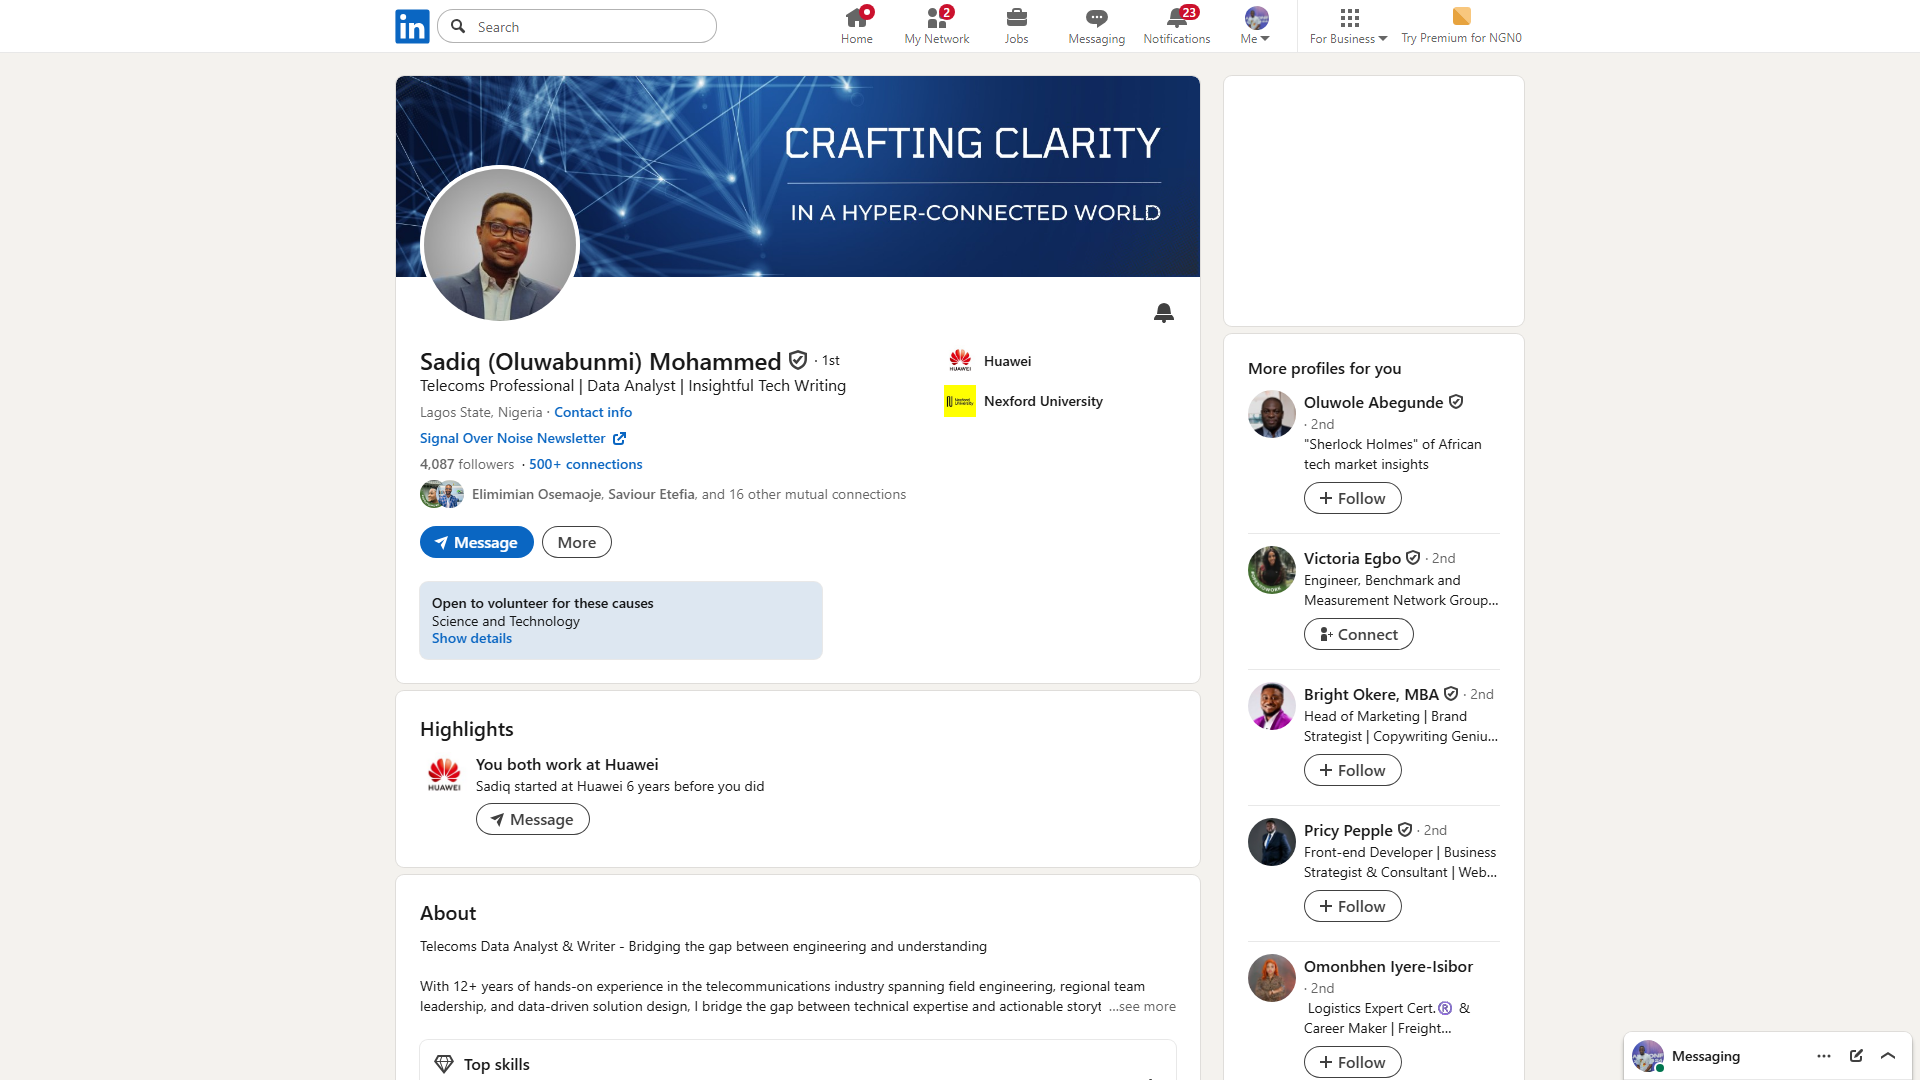 in
Search
Home
2
My Network
Jobs
Messaging
23
Notifications
Me
For Business
Try Premium for NGN0
CRAFTING CLARITY
IN A HYPER-CONNECTED WORLD
Sadiq (Oluwabunmi) Mohammed · 1st
Telecoms Professional | Data Analyst | Insightful Tech Writing
Lagos State, Nigeria · Contact info
Signal Over Noise Newsletter
4,087 followers · 500+ connections
Elimimian Osemaoje, Saviour Etefia, and 16 other mutual connections
Message
More
HUAWEI
Huawei
Nexford University
Nexford University
Open to volunteer for these causes
Science and Technology
Show details
Highlights
HUAWEI
You both work at Huawei
Sadiq started at Huawei 6 years before you did
Message
About
Telecoms Data Analyst & Writer - Bridging the gap between engineering and understanding
With 12+ years of hands-on experience in the telecommunications industry spanning field engineering, regional team
leadership, and data-driven solution design, I bridge the gap between technical expertise and actionable storyt ...see more
Top skills
More profiles for you
Oluwole Abegunde
· 2nd
"Sherlock Holmes" of African
tech market insights
Follow
Victoria Egbo · 2nd
Engineer, Benchmark and
Measurement Network Group...
Connect
Bright Okere, MBA · 2nd
Head of Marketing | Brand
Strategist | Copywriting Geniu...
Follow
Pricy Pepple · 2nd
Front-end Developer | Business
Strategist & Consultant | Web...
Follow
Omonbhen Iyere-Isibor
· 2nd
Logistics Expert Cert.®️ &
Career Maker | Freight...
Follow
Messaging